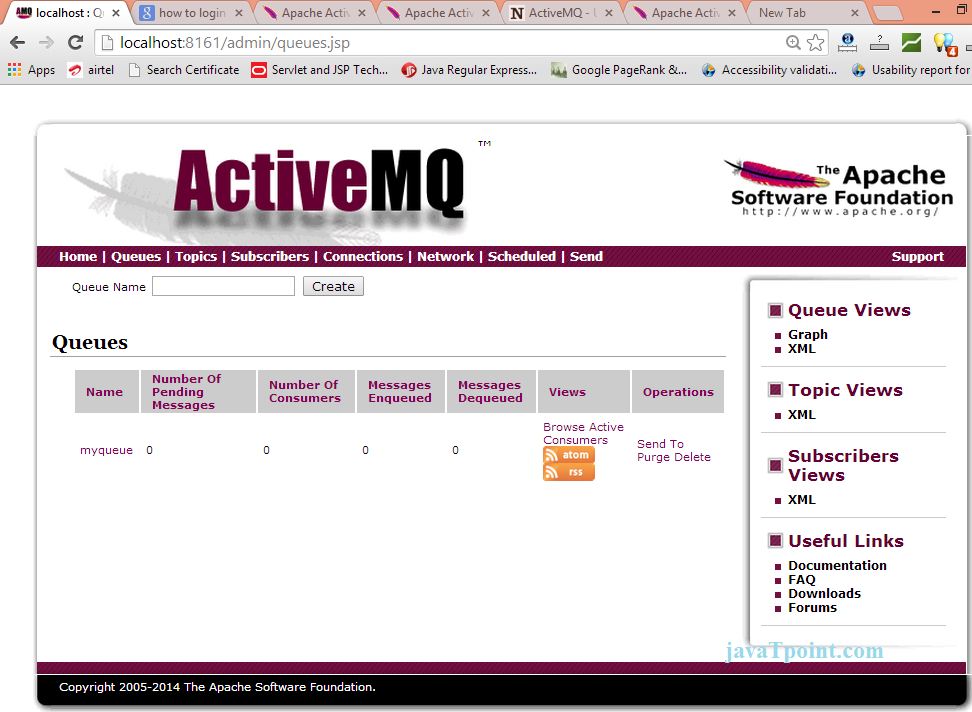 AMQ localhost : Q
how to login
Apache Activ
Apache Activ
ActiveMQ - U
Apache Activ
New Tab
localhost:8161/admin/queues.jsp
Apps airtel Search Certificate Servlet and JSP Tech... Java Regular Express... Google PageRank &... Accessibility validati... Usability report for
ActiveMQ TM
The Apache
Software Foundation
http://www.apache.org/
Home | Queues | Topics | Subscribers | Connections | Network | Scheduled | Send
Support
Queue Name Create
Queues
Name
Number Of Pending Messages
Number Of Consumers
Messages Enqueued
Messages Dequeued
Views
Operations
myqueue 0 0 0 0
Browse Active
Consumers
atom
rss
Send To
Purge Delete
Queue Views
Graph
XML
Topic Views
XML
Subscribers
Views
XML
Useful Links
Documentation
FAQ
Downloads
Forums
javaTpoint.com
Copyright 2005-2014 The Apache Software Foundation.